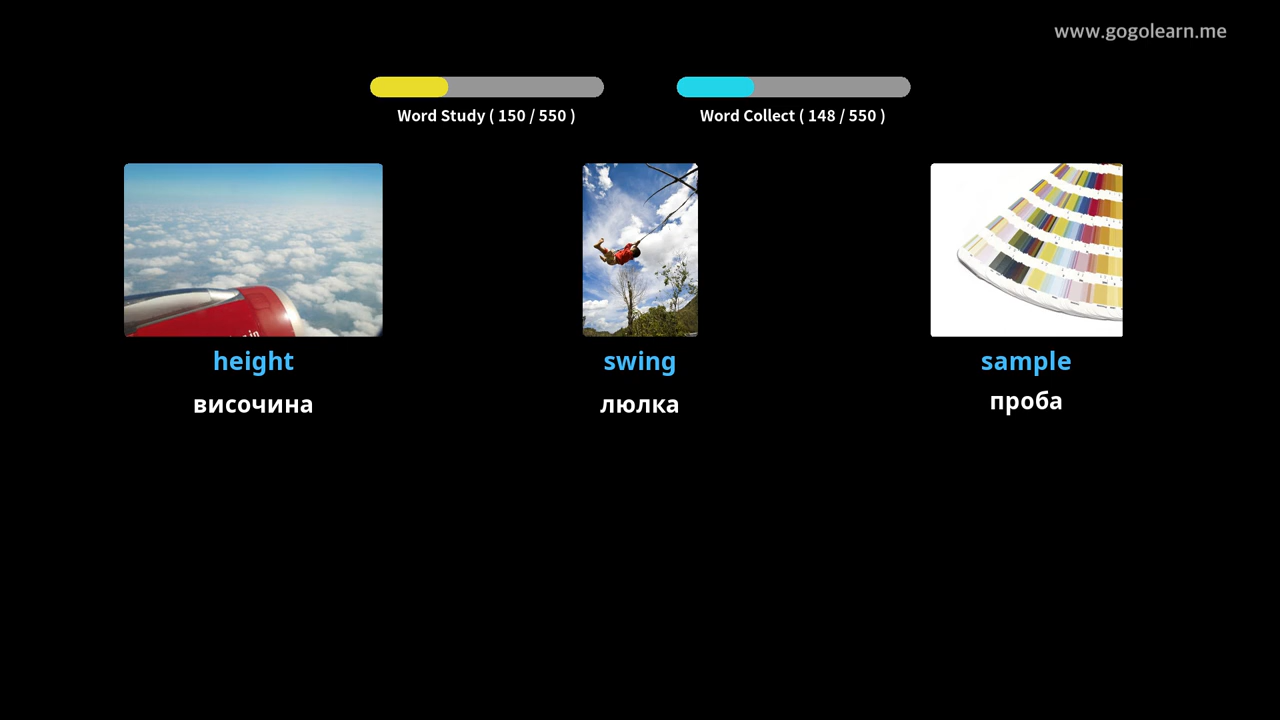 www.gogolearn.me
Word Study ( 150 / 550 )
Word Collect ( 148 / 550 )
height
swing
sample
височина
люлка
проба